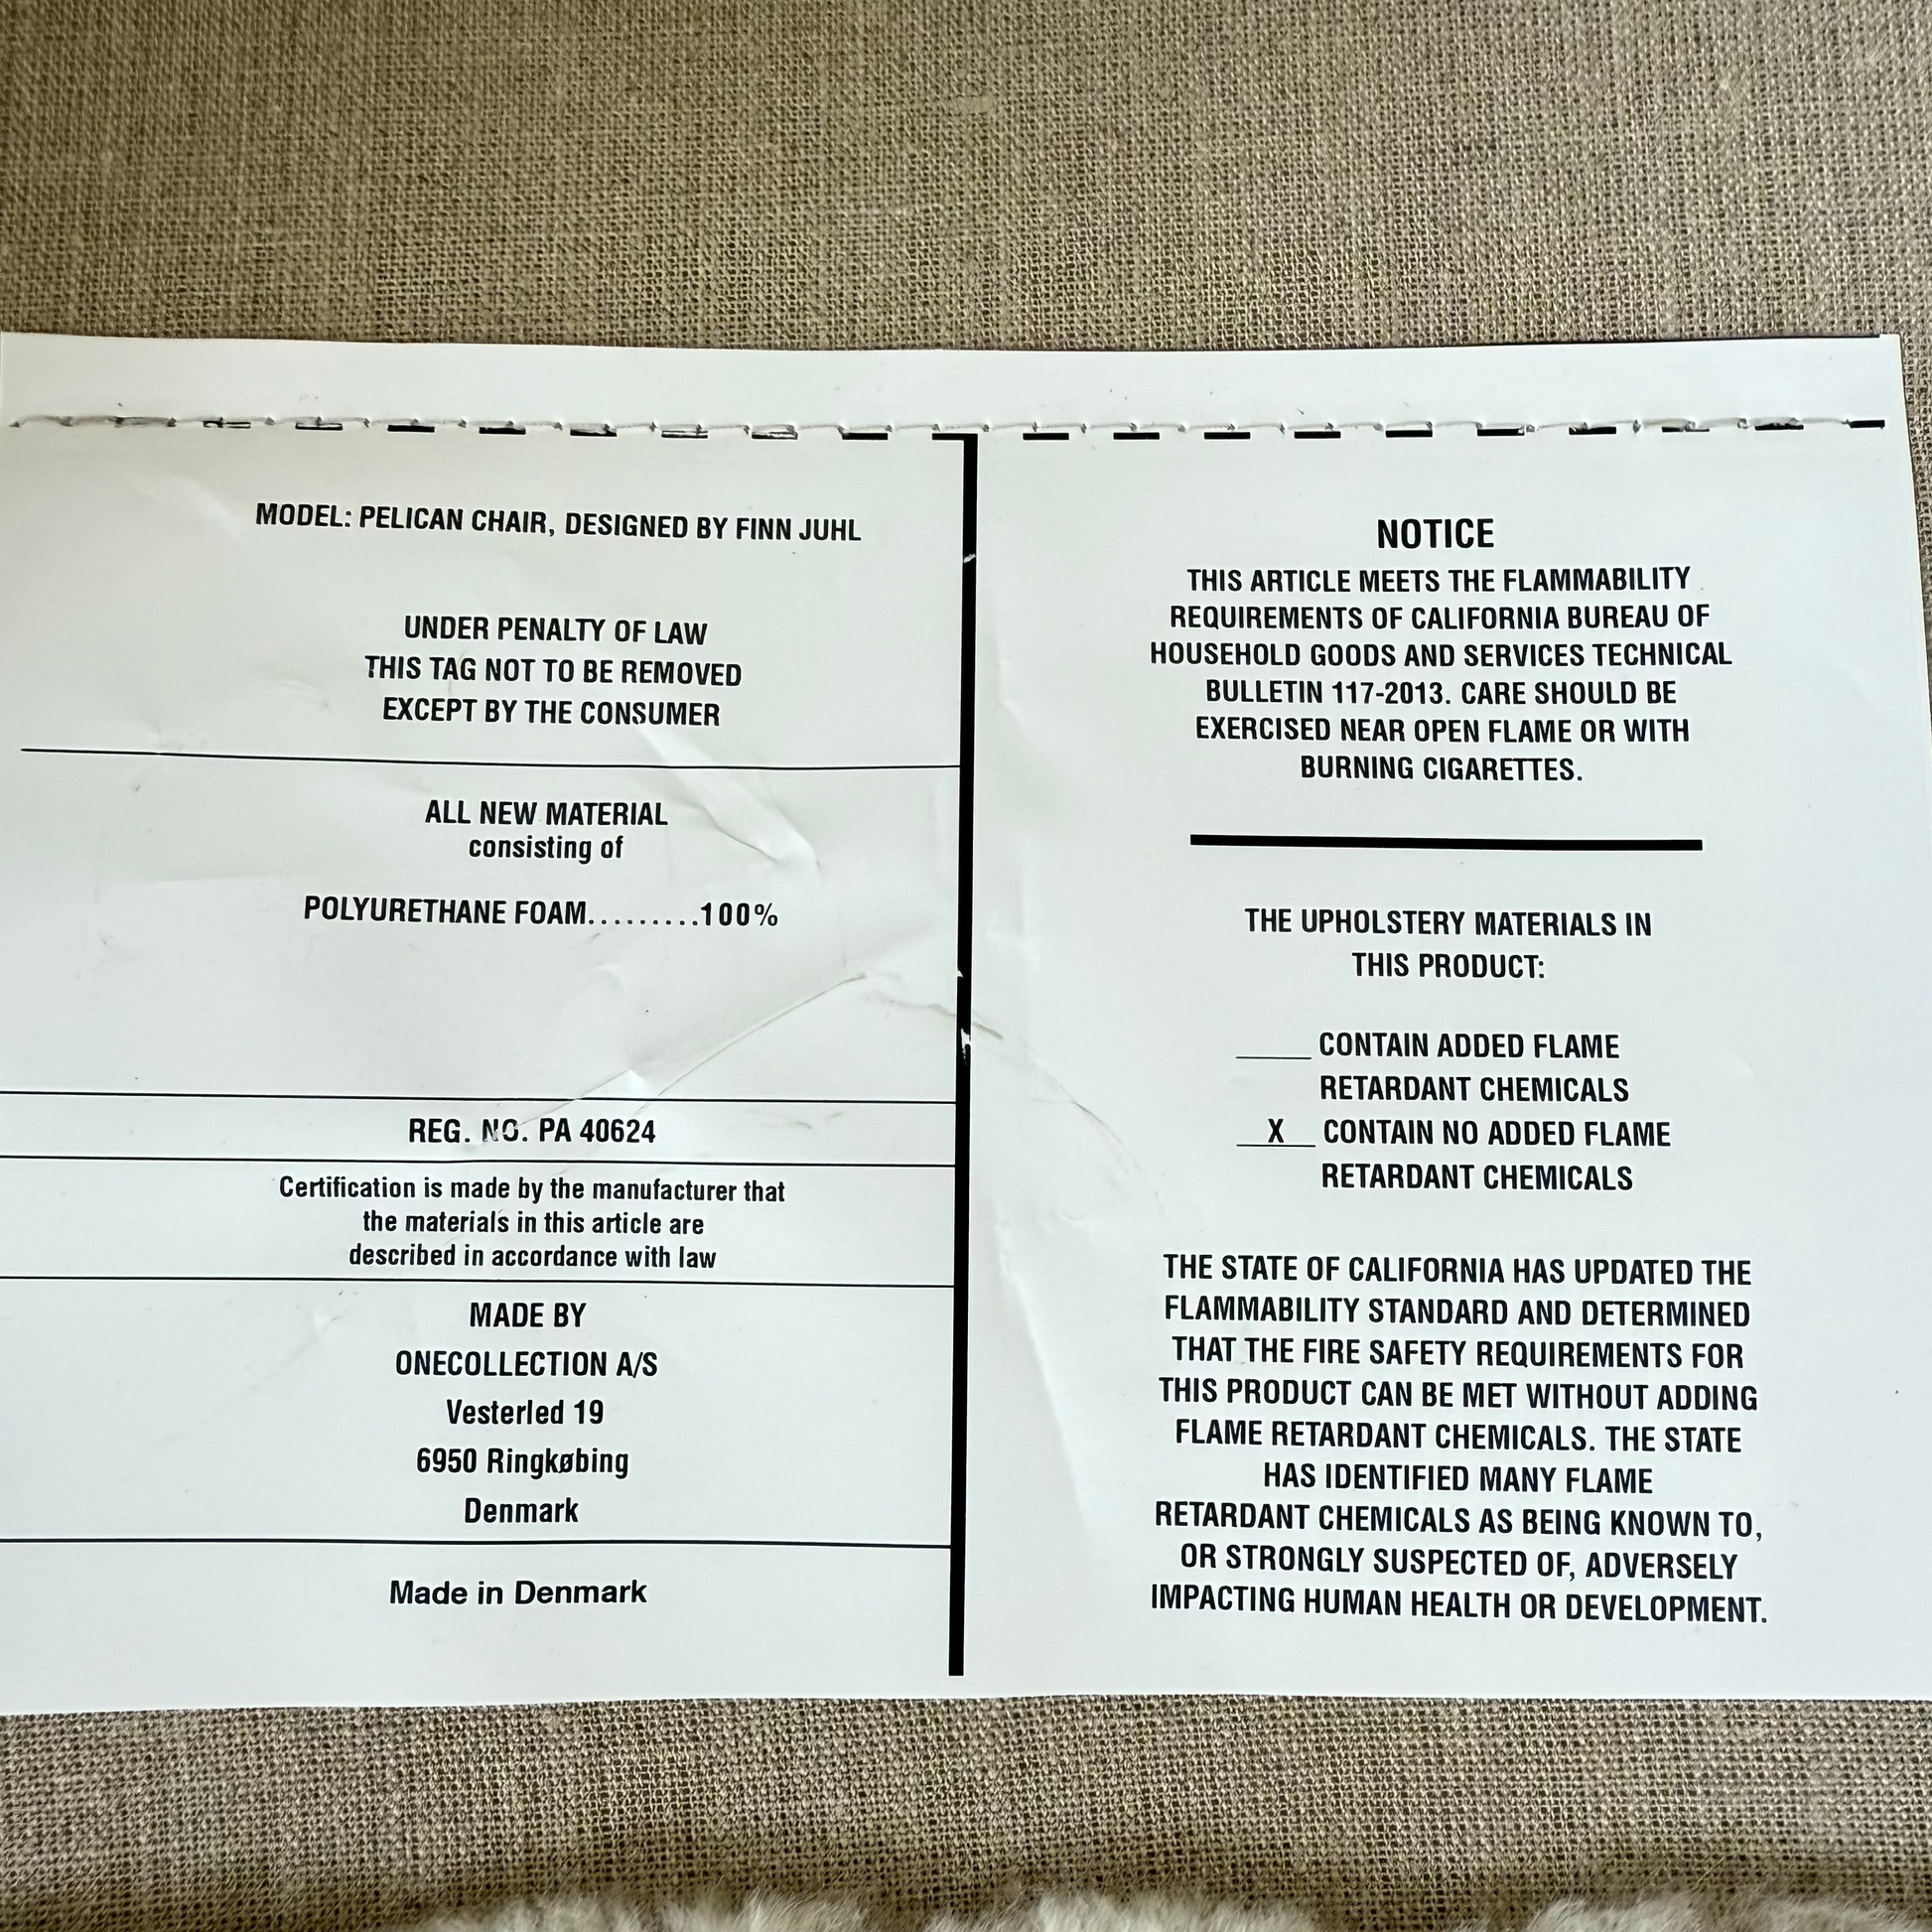 MODEL: PELICAN CHAIR, DESIGNED BY FINN JUHL
UNDER PENALTY OF LAW
THIS TAG NOT TO BE REMOVED
EXCEPT BY THE CONSUMER
ALL NEW MATERIAL
consisting of
POLYURETHANE FOAM.........100%
REG. NO. PA 40624
Certification is made by the manufacturer that
the materials in this article are
described in accordance with law
MADE BY
ONECOLLECTION A/S
Vesterled 19
6950 Ringkøbing
Denmark
Made in Denmark
NOTICE
THIS ARTICLE MEETS THE FLAMMABILITY
REQUIREMENTS OF CALIFORNIA BUREAU OF
HOUSEHOLD GOODS AND SERVICES TECHNICAL
BULLETIN 117-2013. CARE SHOULD BE
EXERCISED NEAR OPEN FLAME OR WITH
BURNING CIGARETTES.
THE UPHOLSTERY MATERIALS IN
THIS PRODUCT:
_____ CONTAIN ADDED FLAME
RETARDANT CHEMICALS
__X__ CONTAIN NO ADDED FLAME
RETARDANT CHEMICALS
THE STATE OF CALIFORNIA HAS UPDATED THE
FLAMMABILITY STANDARD AND DETERMINED
THAT THE FIRE SAFETY REQUIREMENTS FOR
THIS PRODUCT CAN BE MET WITHOUT ADDING
FLAME RETARDANT CHEMICALS. THE STATE
HAS IDENTIFIED MANY FLAME
RETARDANT CHEMICALS AS BEING KNOWN TO,
OR STRONGLY SUSPECTED OF, ADVERSELY
IMPACTING HUMAN HEALTH OR DEVELOPMENT.